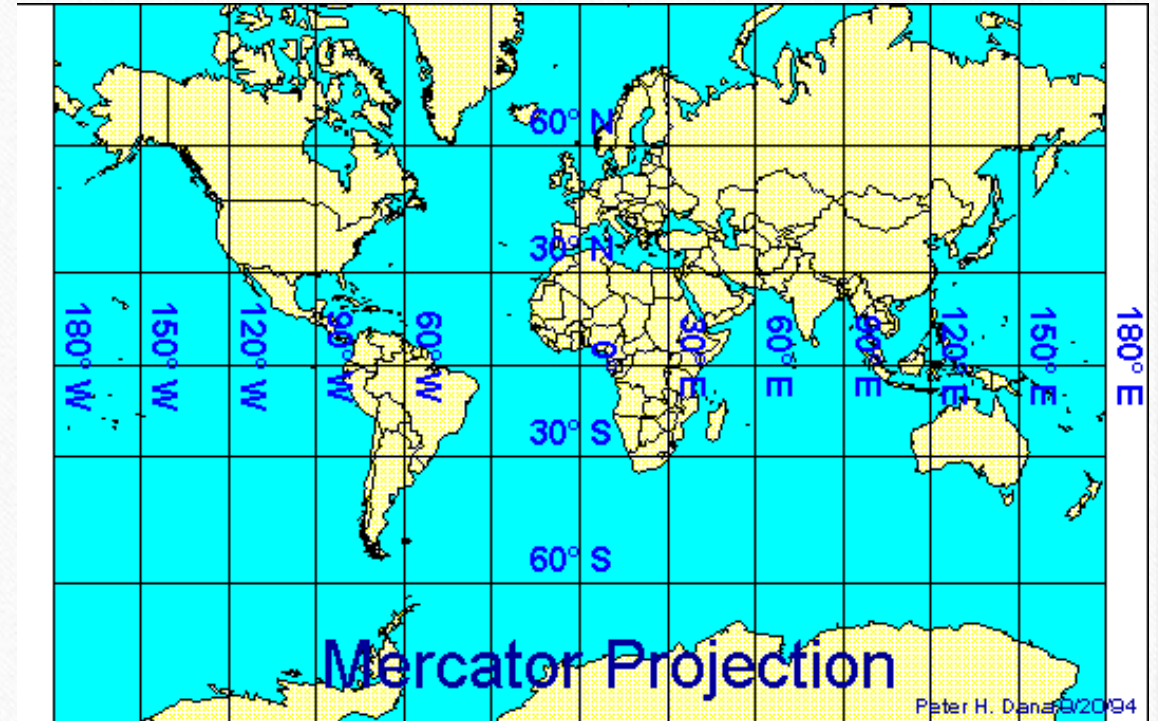 60° N
30° N
180° W
150° W
120° W
90° W
60° W
0°
30° E
60° E
90° E
120° E
150° E
180° E
30° S
60° S
Mercator Projection
Peter H. Dana 9/20/94